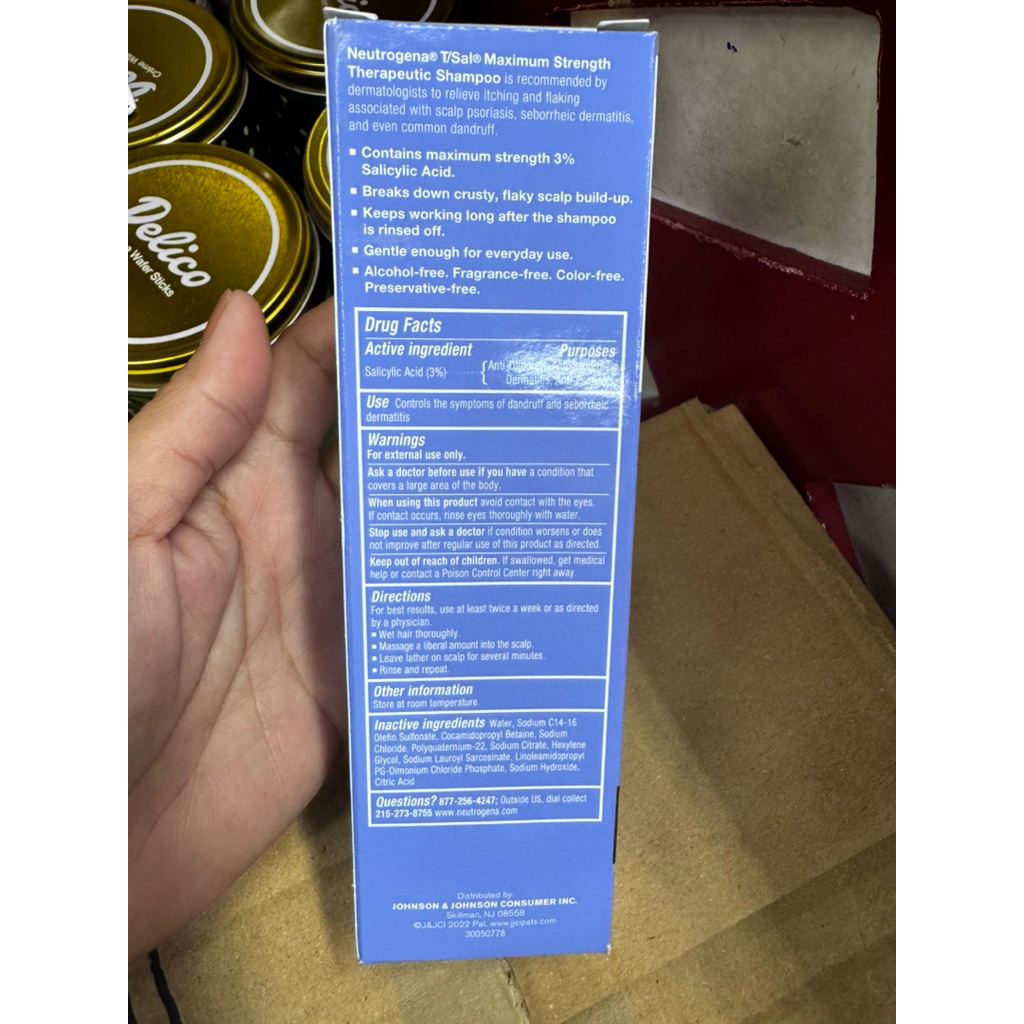 Neutrogena® T/Sal® Maximum Strength
Therapeutic Shampoo is recommended by
dermatologists to relieve itching and flaking
associated with scalp psoriasis, seborrheic dermatitis,
and even common dandruff.
▪ Contains maximum strength 3%
Salicylic Acid.
▪ Breaks down crusty, flaky scalp build-up.
▪ Keeps working long after the shampoo
is rinsed off.
▪ Gentle enough for everyday use.
▪ Alcohol-free. Fragrance-free. Color-free.
Preservative-free.
Drug Facts
Active ingredient Purposes
Salicylic Acid (3%)
Use Controls the symptoms of dandruff and seborrheic
dermatitis
Warnings
For external use only.
Ask a doctor before use if you have a condition that
covers a large area of the body.
When using this product avoid contact with the eyes.
If contact occurs, rinse eyes thoroughly with water.
Stop use and ask a doctor if condition worsens or does
not improve after regular use of this product as directed.
Keep out of reach of children. If swallowed, get medical
help or contact a Poison Control Center right away.
Directions
For best results, use at least twice a week or as directed
by a physician.
▪ Wet hair thoroughly.
▪ Massage a liberal amount into the scalp.
▪ Leave lather on scalp for several minutes.
▪ Rinse and repeat.
Other information
Store at room temperature.
Inactive ingredients Water, Sodium C14-16
Olefin Sulfonate, Cocamidopropyl Betaine, Sodium
Chloride, Polyquaternium-22, Sodium Citrate, Hexylene
Glycol, Sodium Lauroyl Sarcosinate, Linoleamidopropyl
PG-Dimonium Chloride Phosphate, Sodium Hydroxide,
Citric Acid
Questions? 877-256-4247; Outside US, dial collect
215-273-8755 www.neutrogena.com
Distributed by:
JOHNSON & JOHNSON CONSUMER INC.
Skillman, NJ 08558
©J&JCI 2022 Pat. www.jjcipats.com
30050778
Delico
Wafer Sticks